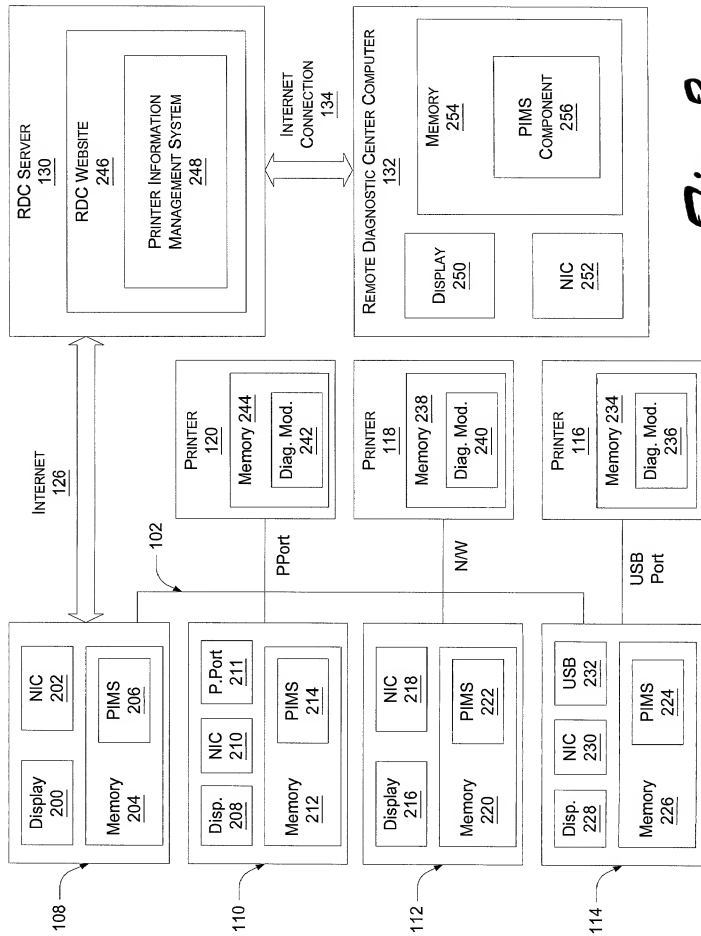 108
Display
200
NIC
202
Memory
204
PIMS
206
INTERNET
126
RDC SERVER
130
RDC WEBSITE
246
PRINTER INFORMATION
MANAGEMENT SYSTEM
248
102
110
Disp.
208
NIC
210
P.Port
211
Memory
212
PIMS
214
PPort
PRINTER
120
Memory 244
Diag. Mod.
242
INTERNET
CONNECTION
134
112
Display
216
NIC
218
Memory
220
PIMS
222
N/W
PRINTER
118
Memory 238
Diag. Mod.
240
REMOTE DIAGNOSTIC CENTER COMPUTER
132
DISPLAY
250
NIC
252
MEMORY
254
PIMS
COMPONENT
256
114
Disp.
228
NIC
230
USB
232
Memory
226
PIMS
224
USB
Port
PRINTER
116
Memory 234
Diag. Mod.
236